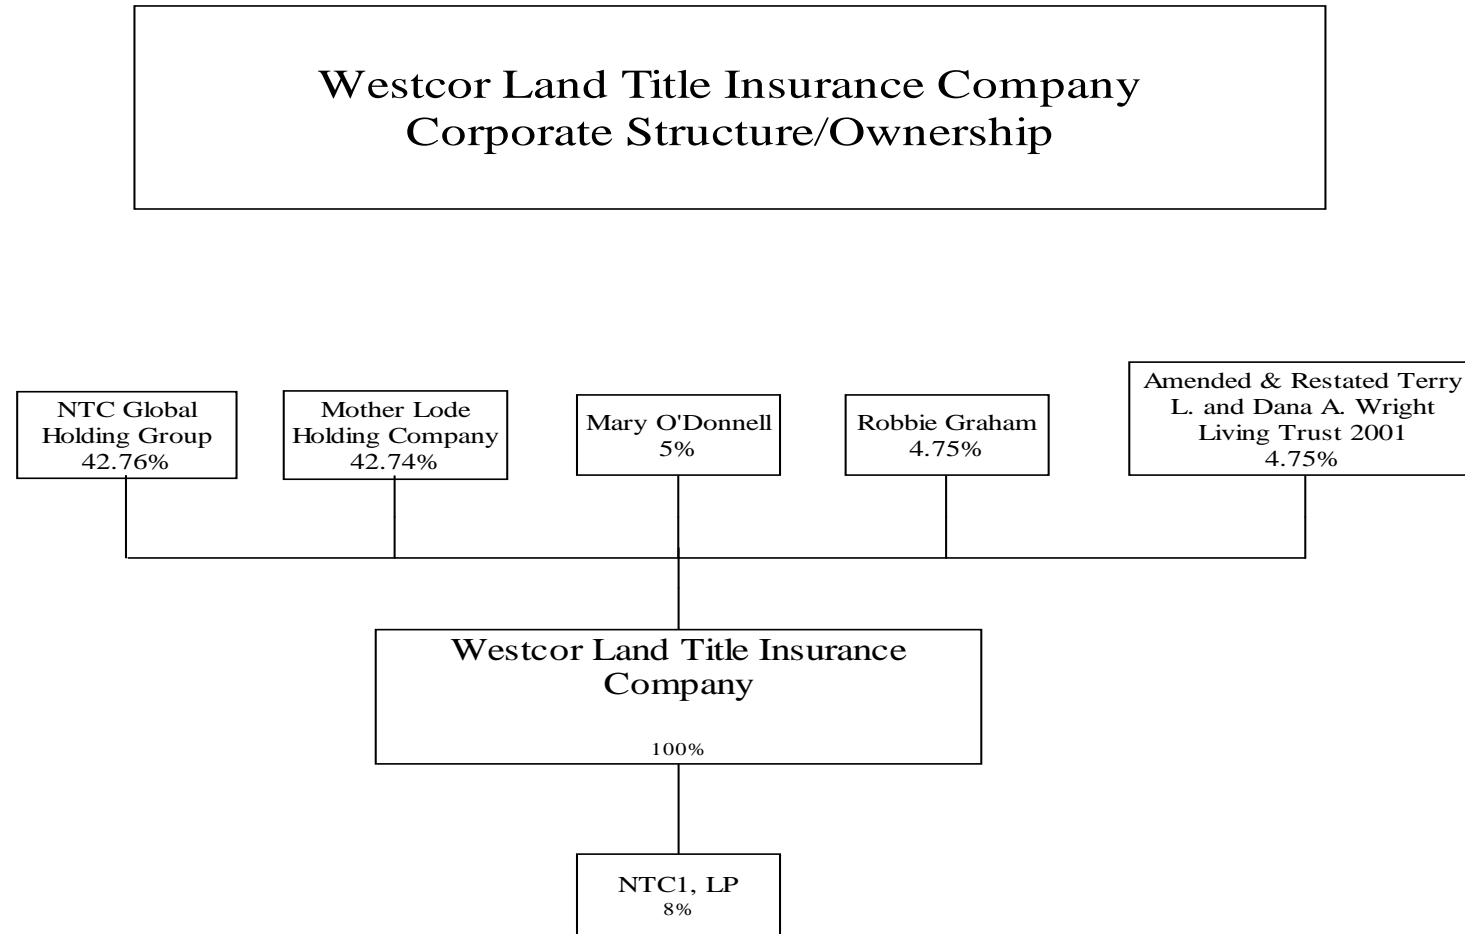 Westcor Land Title Insurance Company
Corporate Structure/Ownership
NTC Global
Holding Group
42.76%
Mother Lode
Holding Company
42.74%
Mary O'Donnell
5%
Robbie Graham
4.75%
Amended & Restated Terry
L. and Dana A. Wright
Living Trust 2001
4.75%
Westcor Land Title Insurance
Company
100%
NTC1, LP
8%